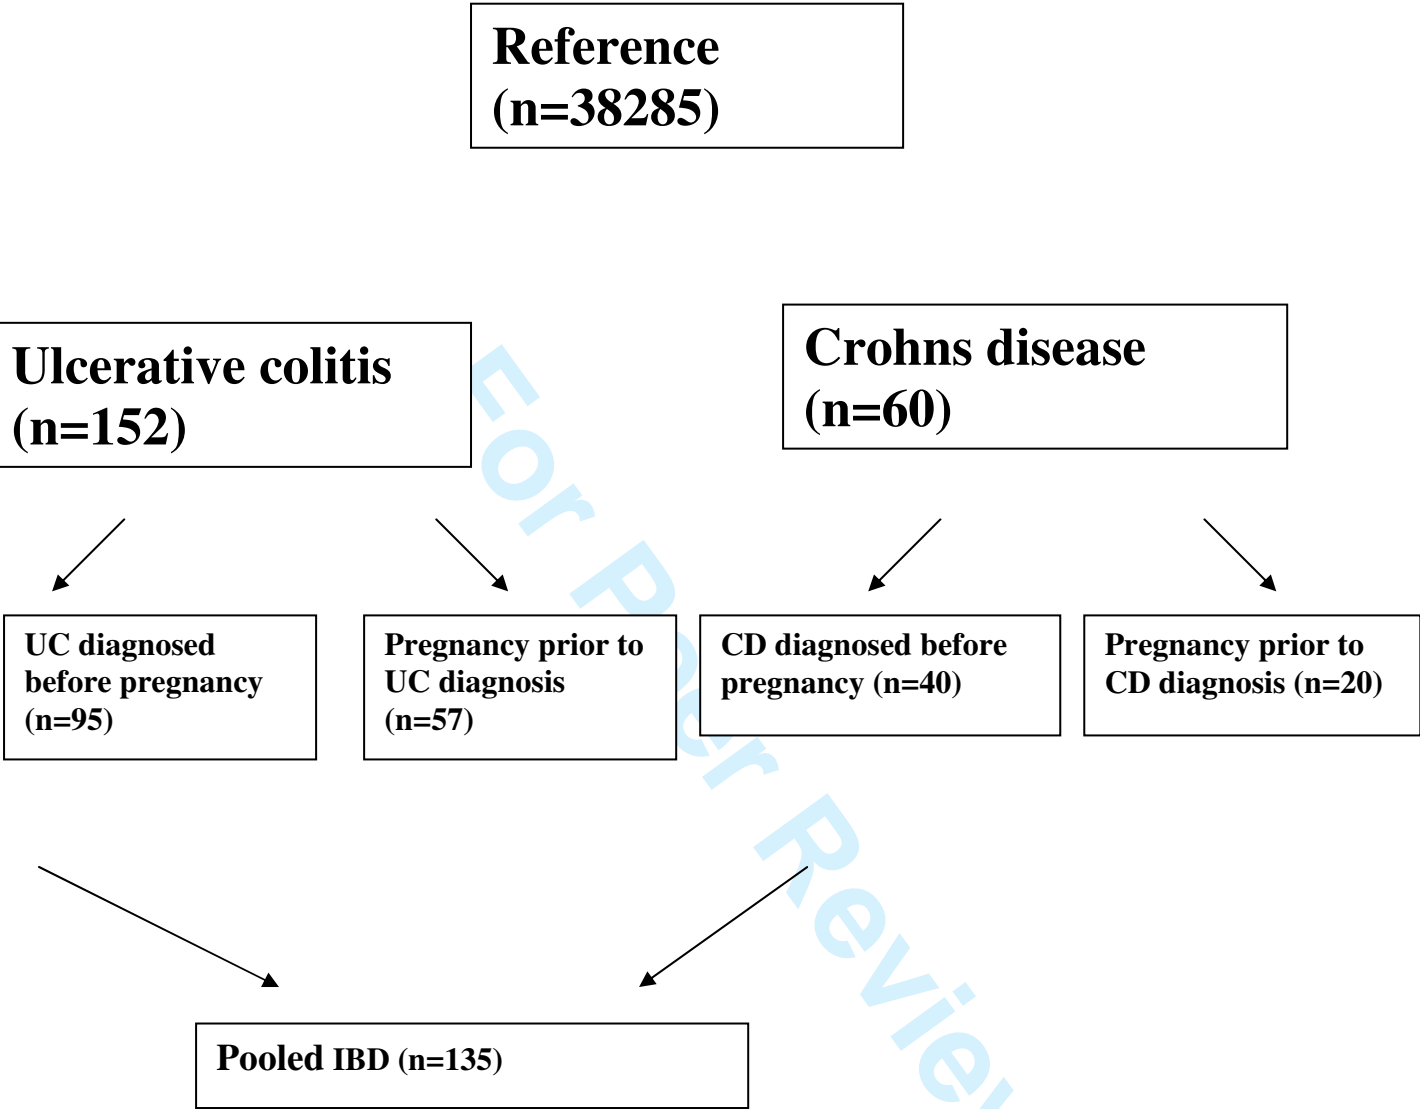 Reference
(n=38285)
Ulcerative colitis
(n=152)
Crohns disease
(n=60)
UC diagnosed
before pregnancy
(n=95)
Pregnancy prior to
UC diagnosis
(n=57)
CD diagnosed before
pregnancy (n=40)
Pregnancy prior to
CD diagnosis (n=20)
Pooled IBD (n=135)
For Peer Review